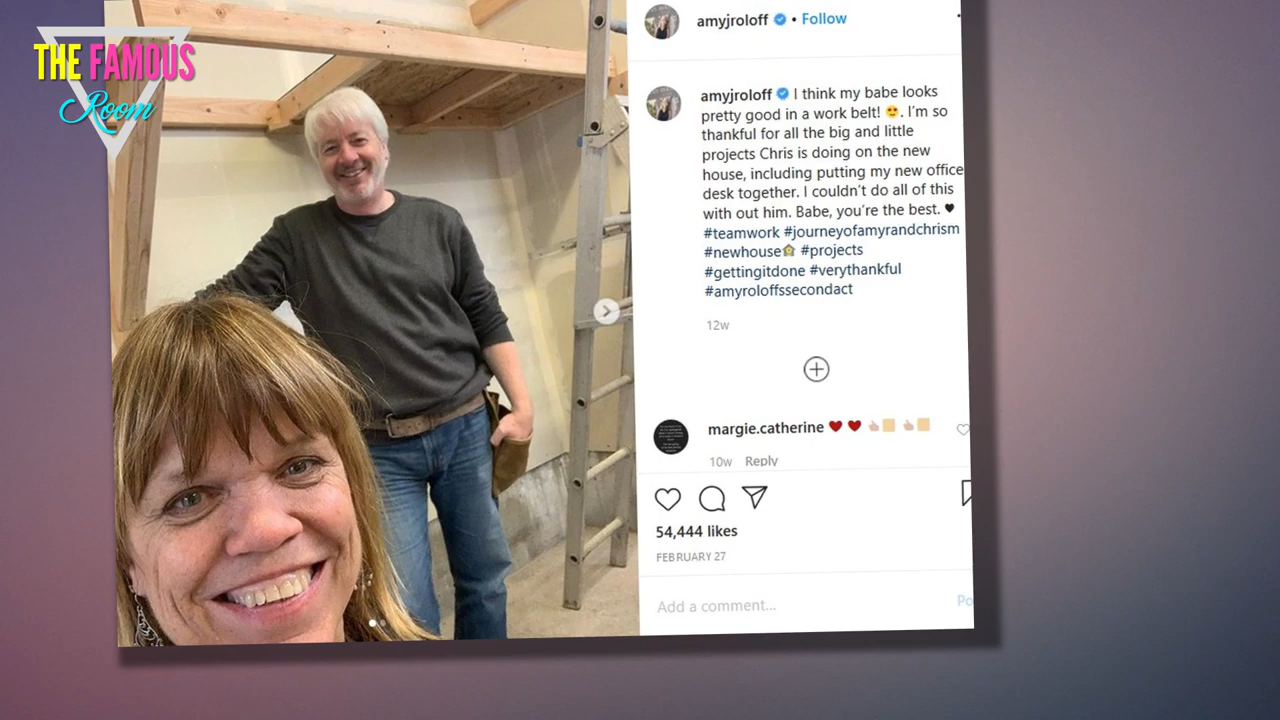 THE FAMOUS
Room
amyjroloff • Follow
amyjroloff I think my babe looks
pretty good in a work belt! 😍. I'm so
thankful for all the big and little
projects Chris is doing on the new
house, including putting my new office
desk together. I couldn't do all of this
with out him. Babe, you're the best. 🖤
#teamwork #journeyofamyrandchrism
#newhouse🏠 #projects
#gettingitdone #verythankful
#amyroloffssecondact
12w
margie.catherine
10w Reply
54,444 likes
FEBRUARY 27
Add a comment...